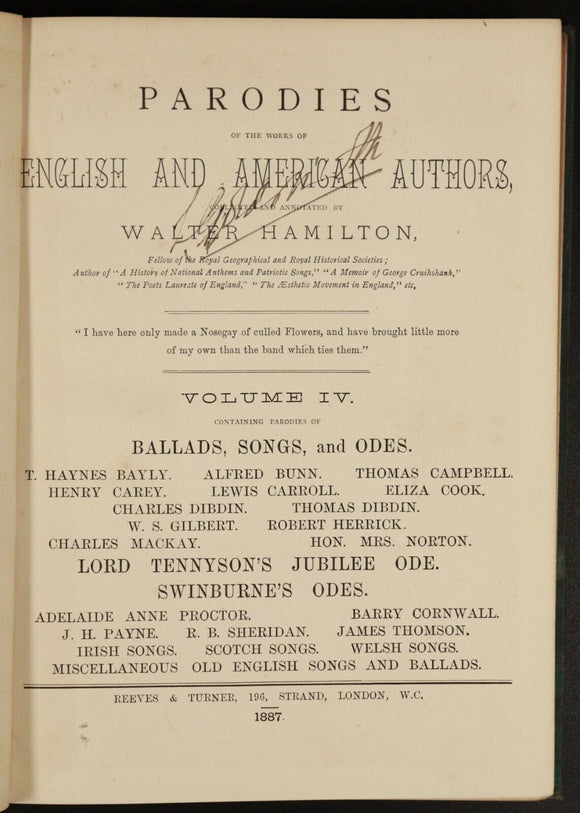 PARODIES
OF THE WORKS OF
ENGLISH AND AMERICAN AUTHORS,
COLLECTED AND ANNOTATED BY
WALTER HAMILTON,
Fellow of the Royal Geographical and Royal Historical Societies;
Author of "A History of National Anthems and Patriotic Songs," "A Memoir of George Cruikshank,"
"The Poets Laureate of England," "The Æsthetic Movement in England," etc,
"I have here only made a Nosegay of culled Flowers, and have brought little more
of my own than the band which ties them."
VOLUME IV.
CONTAINING PARODIES OF
BALLADS, SONGS, and ODES.
T. HAYNES BAYLY. ALFRED BUNN. THOMAS CAMPBELL.
HENRY CAREY. LEWIS CARROLL. ELIZA COOK.
CHARLES DIBDIN. THOMAS DIBDIN.
W. S. GILBERT. ROBERT HERRICK.
CHARLES MACKAY. HON. MRS. NORTON.
LORD TENNYSON'S JUBILEE ODE.
SWINBURNE'S ODES.
ADELAIDE ANNE PROCTOR. BARRY CORNWALL.
J. H. PAYNE. R. B. SHERIDAN. JAMES THOMSON.
IRISH SONGS. SCOTCH SONGS. WELSH SONGS.
MISCELLANEOUS OLD ENGLISH SONGS AND BALLADS.
REEVES & TURNER, 196, STRAND, LONDON, W.C.
1887.